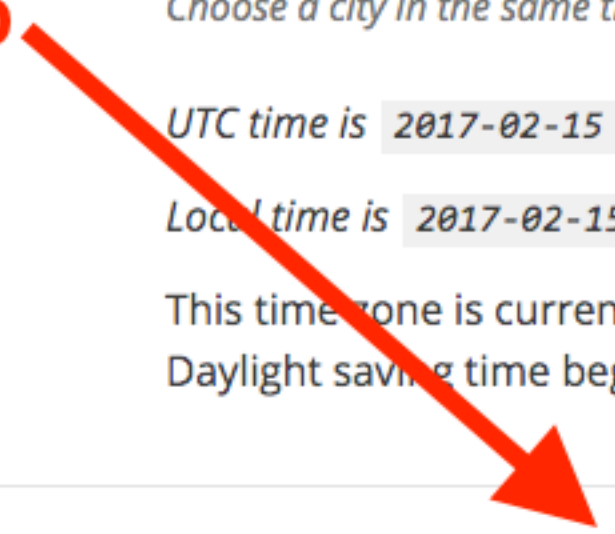 Choose a city in the same
UTC time is 2017-02-15
Local time is 2017-02-15
This time zone is curren
Daylight saving time beg